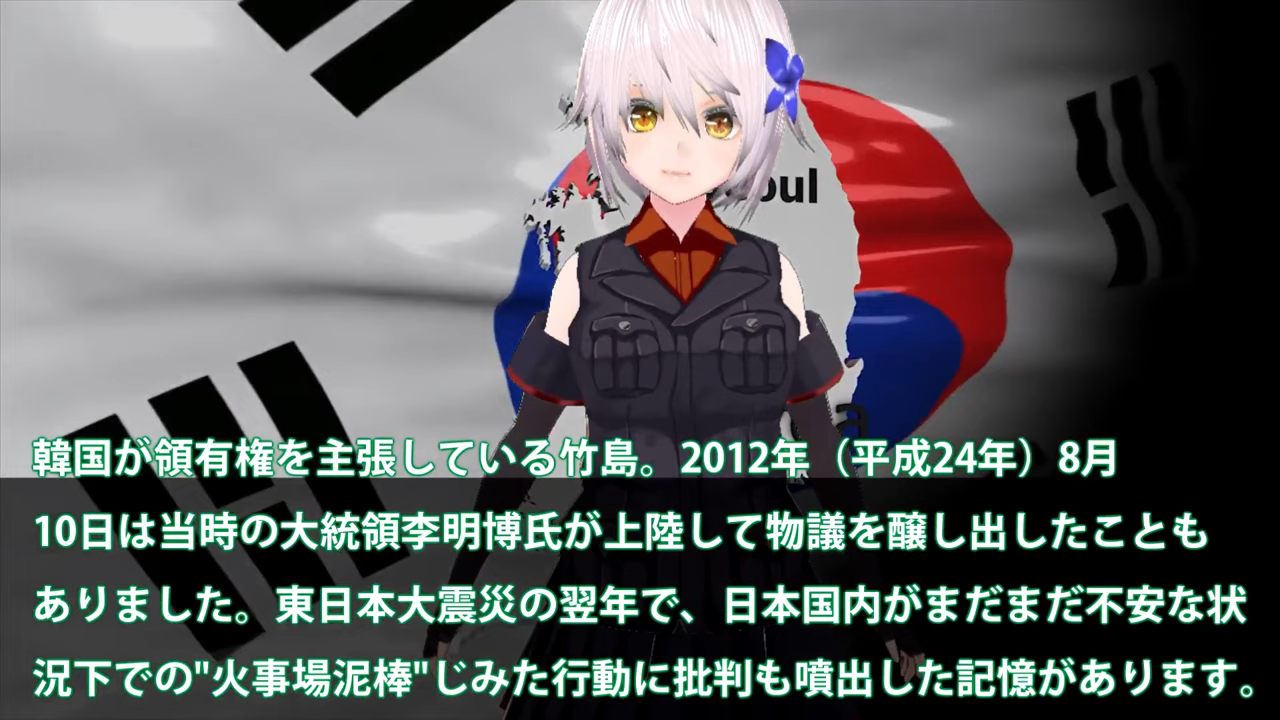 oul
a
韓国が領有権を主張している竹島。2012年（平成24年）8月
10日は当時の大統領李明博氏が上陸して物議を醸し出したことも
ありました。東日本大震災の翌年で、日本国内がまだまだ不安な状
況下での"火事場泥棒"じみた行動に批判も噴出した記憶があります。